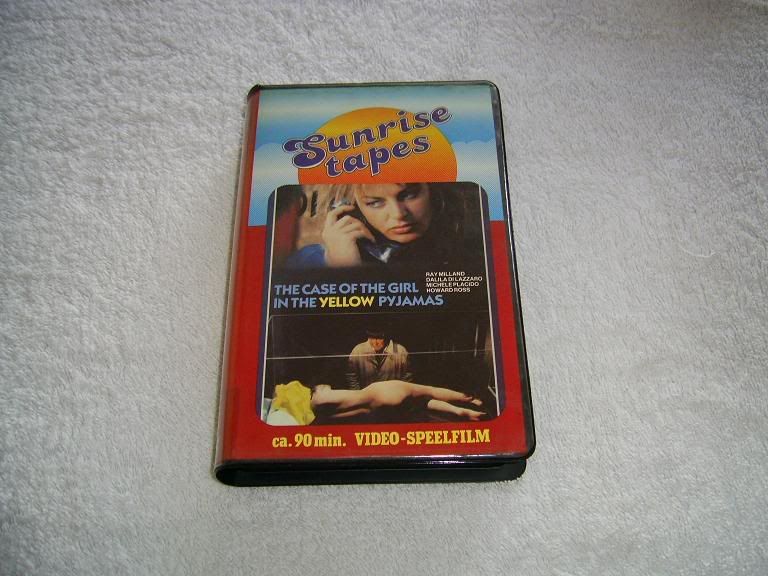 Sunrise
tapes
RAY MILLAND
DALILA DI LAZZARO
MICHELE PLACIDO
HOWARD ROSS
THE CASE OF THE GIRL
IN THE YELLOW PYJAMAS
ca. 90 min. VIDEO-SPEELFILM